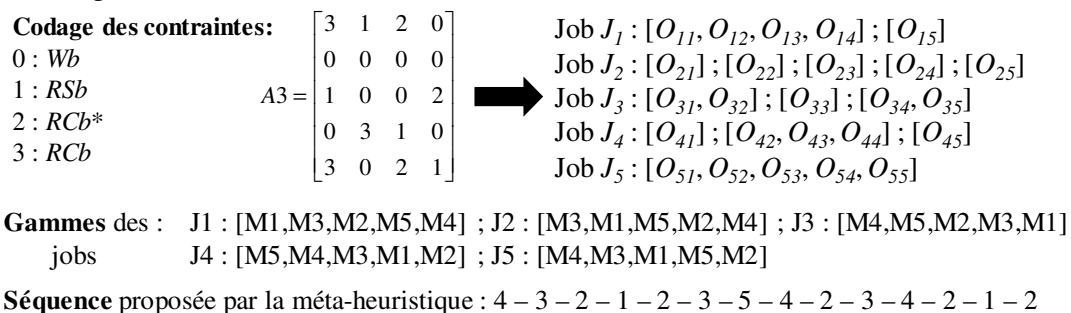 Codage des contraintes:
0 : Wb
1 : RSb
2 : RCb*
3 : RCb
A3 =
3 1 2 0
0 0 0 0
1 0 0 2
0 3 1 0
3 0 2 1
Job J1 : [O11, O12, O13, O14] ; [O15]
Job J2 : [O21] ; [O22] ; [O23] ; [O24] ; [O25]
Job J3 : [O31, O32] ; [O33] ; [O34, O35]
Job J4 : [O41] ; [O42, O43, O44] ; [O45]
Job J5 : [O51, O52, O53, O54, O55]
Gammes des : J1 : [M1,M3,M2,M5,M4] ; J2 : [M3,M1,M5,M2,M4] ; J3 : [M4,M5,M2,M3,M1]
jobs J4 : [M5,M4,M3,M1,M2] ; J5 : [M4,M3,M1,M5,M2]
Séquence proposée par la méta-heuristique : 4 – 3 – 2 – 1 – 2 – 3 – 5 – 4 – 2 – 3 – 4 – 2 – 1 – 2